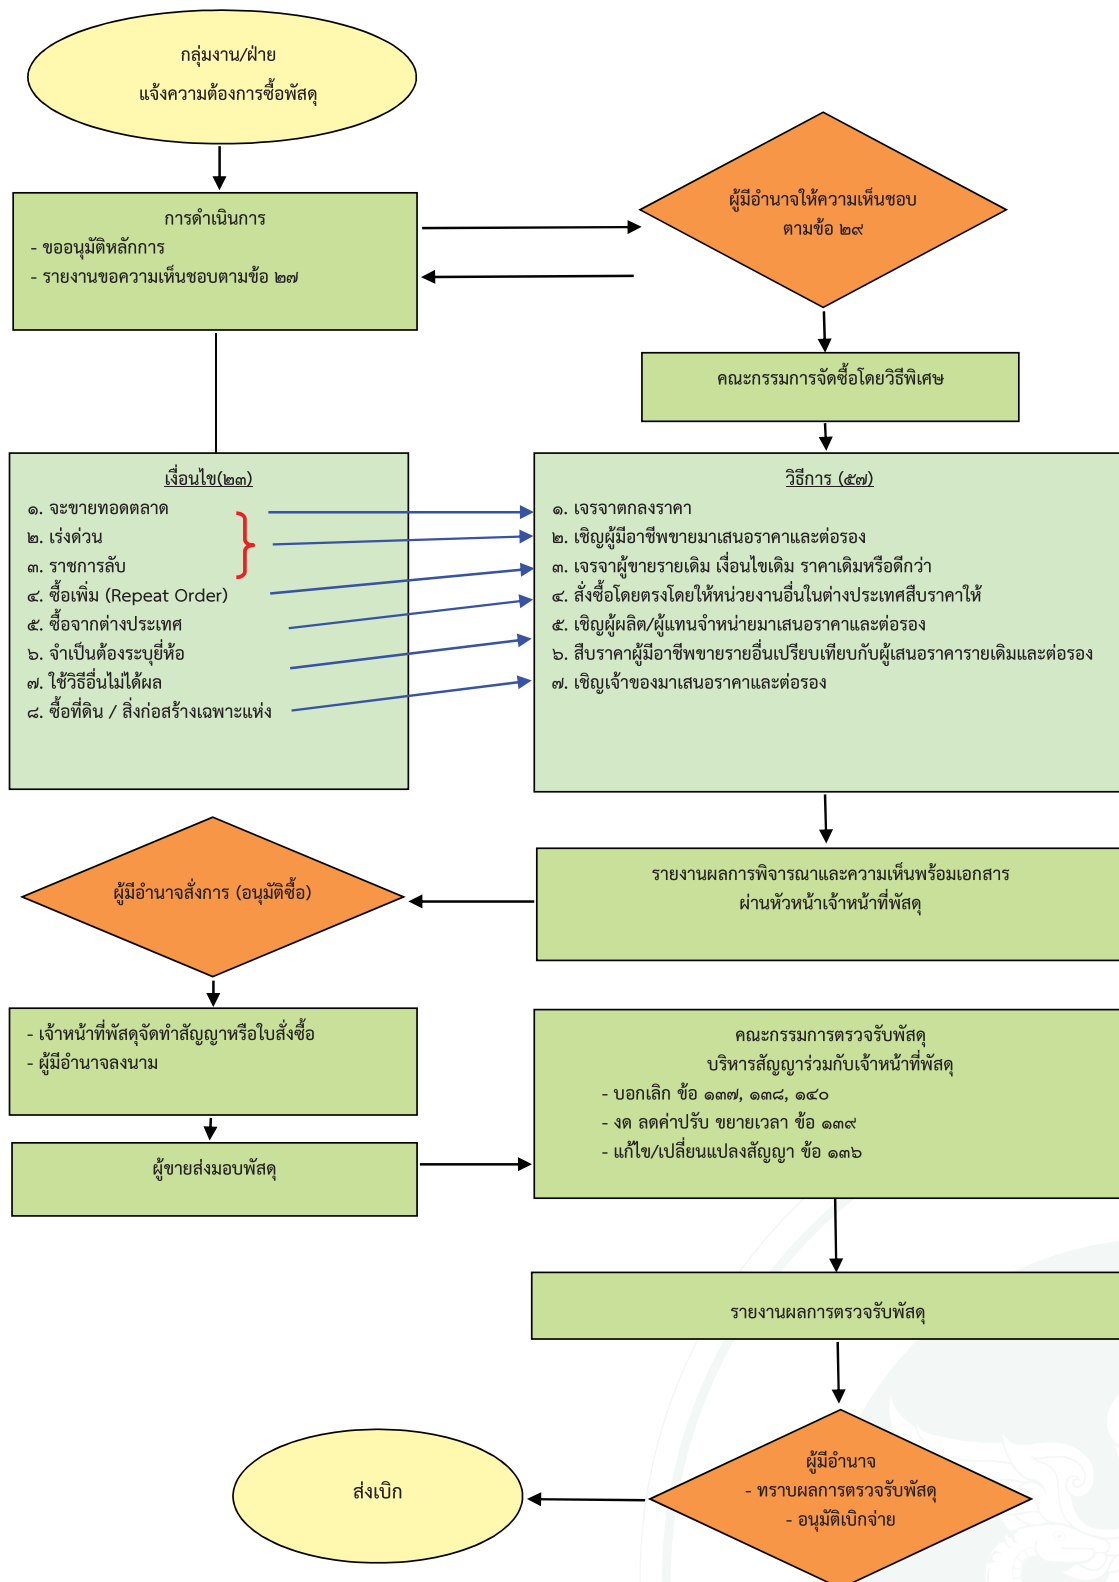 กลุ่มงาน/ฝ่าย
แจ้งความต้องการซื้อพัสดุ
การดำเนินการ
- ขออนุมัติหลักการ
- รายงานขอความเห็นชอบตามข้อ ๒๗
ผู้มีอำนาจให้ความเห็นชอบ
ตามข้อ ๒๙
คณะกรรมการจัดซื้อโดยวิธีพิเศษ
เงื่อนไข(๒๓)
๑. จะขายทอดตลาด
๒. เร่งด่วน
๓. ราชการลับ
๔. ซื้อเพิ่ม (Repeat Order)
๕. ซื้อจากต่างประเทศ
๖. จำเป็นต้องระบุยี่ห้อ
๗. ใช้วิธีอื่นไม่ได้ผล
๘. ซื้อที่ดิน / สิ่งก่อสร้างเฉพาะแห่ง
วิธีการ (๕๗)
๑. เจรจาตกลงราคา
๒. เชิญผู้มีอาชีพขายมาเสนอราคาและต่อรอง
๓. เจรจาผู้ขายรายเดิม เงื่อนไขเดิม ราคาเดิมหรือดีกว่า
๔. สั่งซื้อโดยตรงโดยให้หน่วยงานอื่นในต่างประเทศสืบราคาให้
๕. เชิญผู้ผลิต/ผู้แทนจำหน่ายมาเสนอราคาและต่อรอง
๖. สืบราคาผู้มีอาชีพขายรายอื่นเปรียบเทียบกับผู้เสนอราคารายเดิมและต่อรอง
๗. เชิญเจ้าของมาเสนอราคาและต่อรอง
รายงานผลการพิจารณาและความเห็นพร้อมเอกสาร
ผ่านหัวหน้าเจ้าหน้าที่พัสดุ
ผู้มีอำนาจสั่งการ (อนุมัติซื้อ)
- เจ้าหน้าที่พัสดุจัดทำสัญญาหรือใบสั่งซื้อ
- ผู้มีอำนาจลงนาม
ผู้ขายส่งมอบพัสดุ
คณะกรรมการตรวจรับพัสดุ
บริหารสัญญาร่วมกับเจ้าหน้าที่พัสดุ
- บอกเลิก ข้อ ๑๓๗, ๑๓๘, ๑๔๐
- งด ลดค่าปรับ ขยายเวลา ข้อ ๑๓๙
- แก้ไข/เปลี่ยนแปลงสัญญา ข้อ ๑๓๖
รายงานผลการตรวจรับพัสดุ
ผู้มีอำนาจ
- ทราบผลการตรวจรับพัสดุ
- อนุมัติเบิกจ่าย
ส่งเบิก